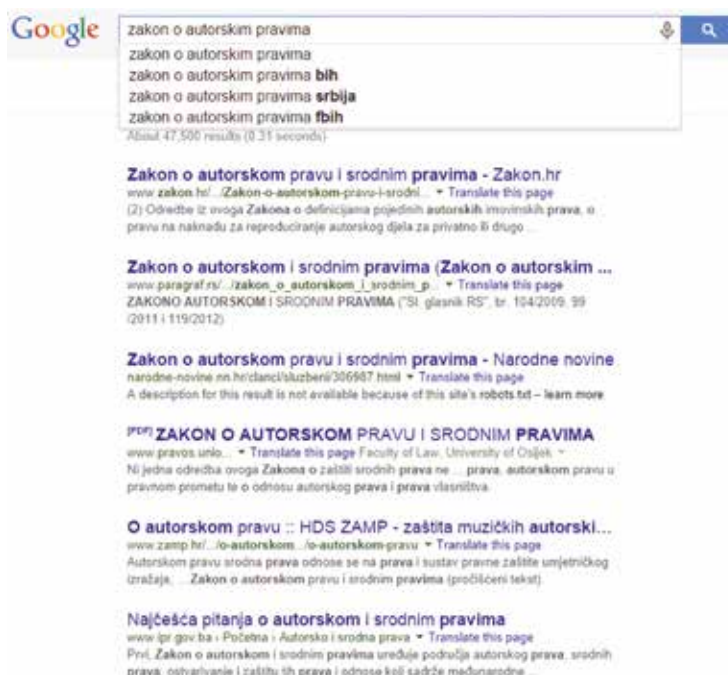 Google
zakon o autorskim pravima
zakon o autorskim pravima
zakon o autorskim pravima bih
zakon o autorskim pravima srbija
zakon o autorskim pravima fbih
About 47,500 results (0.31 seconds)
Zakon o autorskom pravu i srodnim pravima - Zakon.hr
www.zakon.hr/.../Zakon-o-autorskom-pravu-i-srodni... Translate this page
(2) Odredbe iz ovoga Zakona o definicijama pojedinih autorskih imovinskih prava, o
pravu na naknadu za reproduciranje autorskog djela za privatno ili drugo ...
Zakon o autorskom i srodnim pravima (Zakon o autorskim ...
www.paragraf.rs/.../zakon_o_autorskom_i_srodnim_p... Translate this page
ZAKONO AUTORSKOM I SRODNIM PRAVIMA ("Sl. glasnik RS", br. 104/2009, 99
/2011 i 119/2012)
Zakon o autorskom pravu i srodnim pravima - Narodne novine
narodne-novine.nn.hr/clanci/sluzbeni/306987.html Translate this page
A description for this result is not available because of this site's robots.txt – learn more
[PDF] ZAKON O AUTORSKOM PRAVU I SRODNIM PRAVIMA
www.pravos.unio... Translate this page Faculty of Law, University of Osijek
Ni jedna odredba ovoga Zakona o zaštiti srodnih prava ne ... prava, autorskom pravu u
pravnom prometu te o odnosu autorskog prava i prava vlasništva.
O autorskom pravu :: HDS ZAMP - zaštita muzičkih autorski...
www.zamp.hr/.../o-autorskom.../o-autorskom-pravu Translate this page
Autorskom pravu srodna prava odnose se na prava i sustav pravne zaštite umjetničkog
izražaja, ... Zakon o autorskom pravu i srodnim pravima (pročišćeni tekst)
Najčešća pitanja o autorskom i srodnim pravima
www.ipr.gov.ba › Početna › Autorsko i srodna prava Translate this page
Prvi, Zakon o autorskom i srodnim pravima uređuje područja autorskog prava, srodnih
prava, ostvarivanje i zaštitu tih prava i odnose koji sadrže međunarodne ...